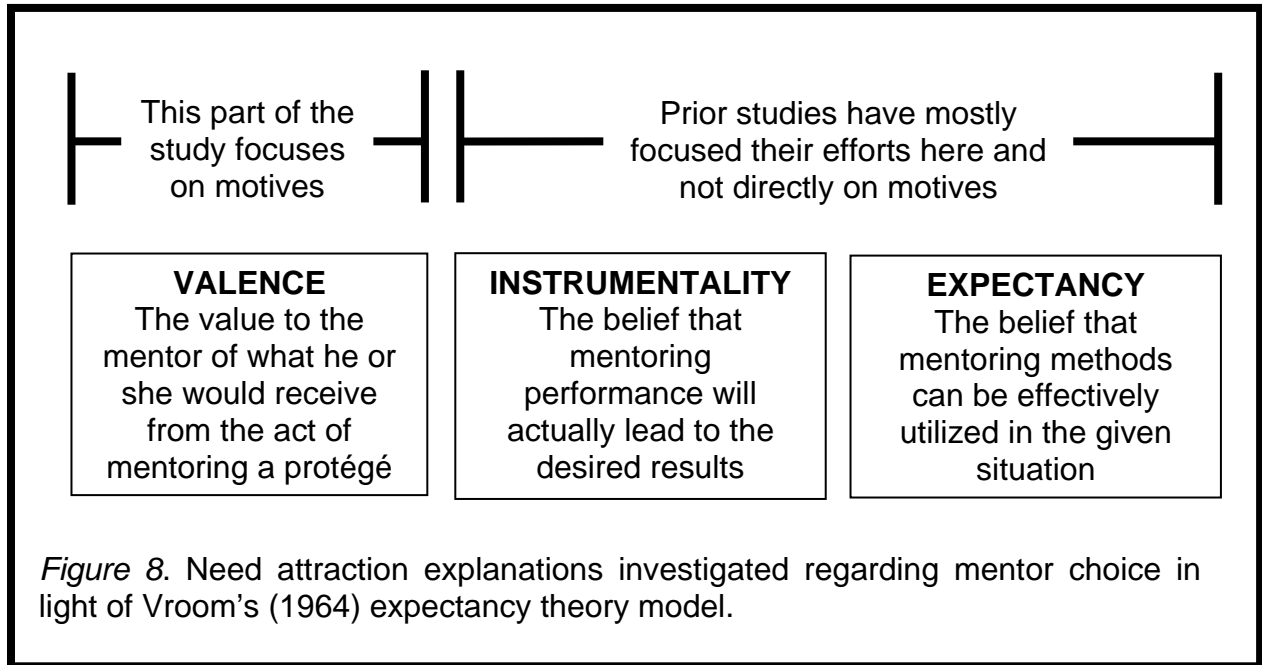 This part of the
study focuses
on motives
Prior studies have mostly
focused their efforts here and
not directly on motives
VALENCE
The value to the
mentor of what he or
she would receive
from the act of
mentoring a protégé
INSTRUMENTALITY
The belief that
mentoring
performance will
actually lead to the
desired results
EXPECTANCY
The belief that
mentoring methods
can be effectively
utilized in the given
situation
Figure 8. Need attraction explanations investigated regarding mentor choice in
light of Vroom’s (1964) expectancy theory model.